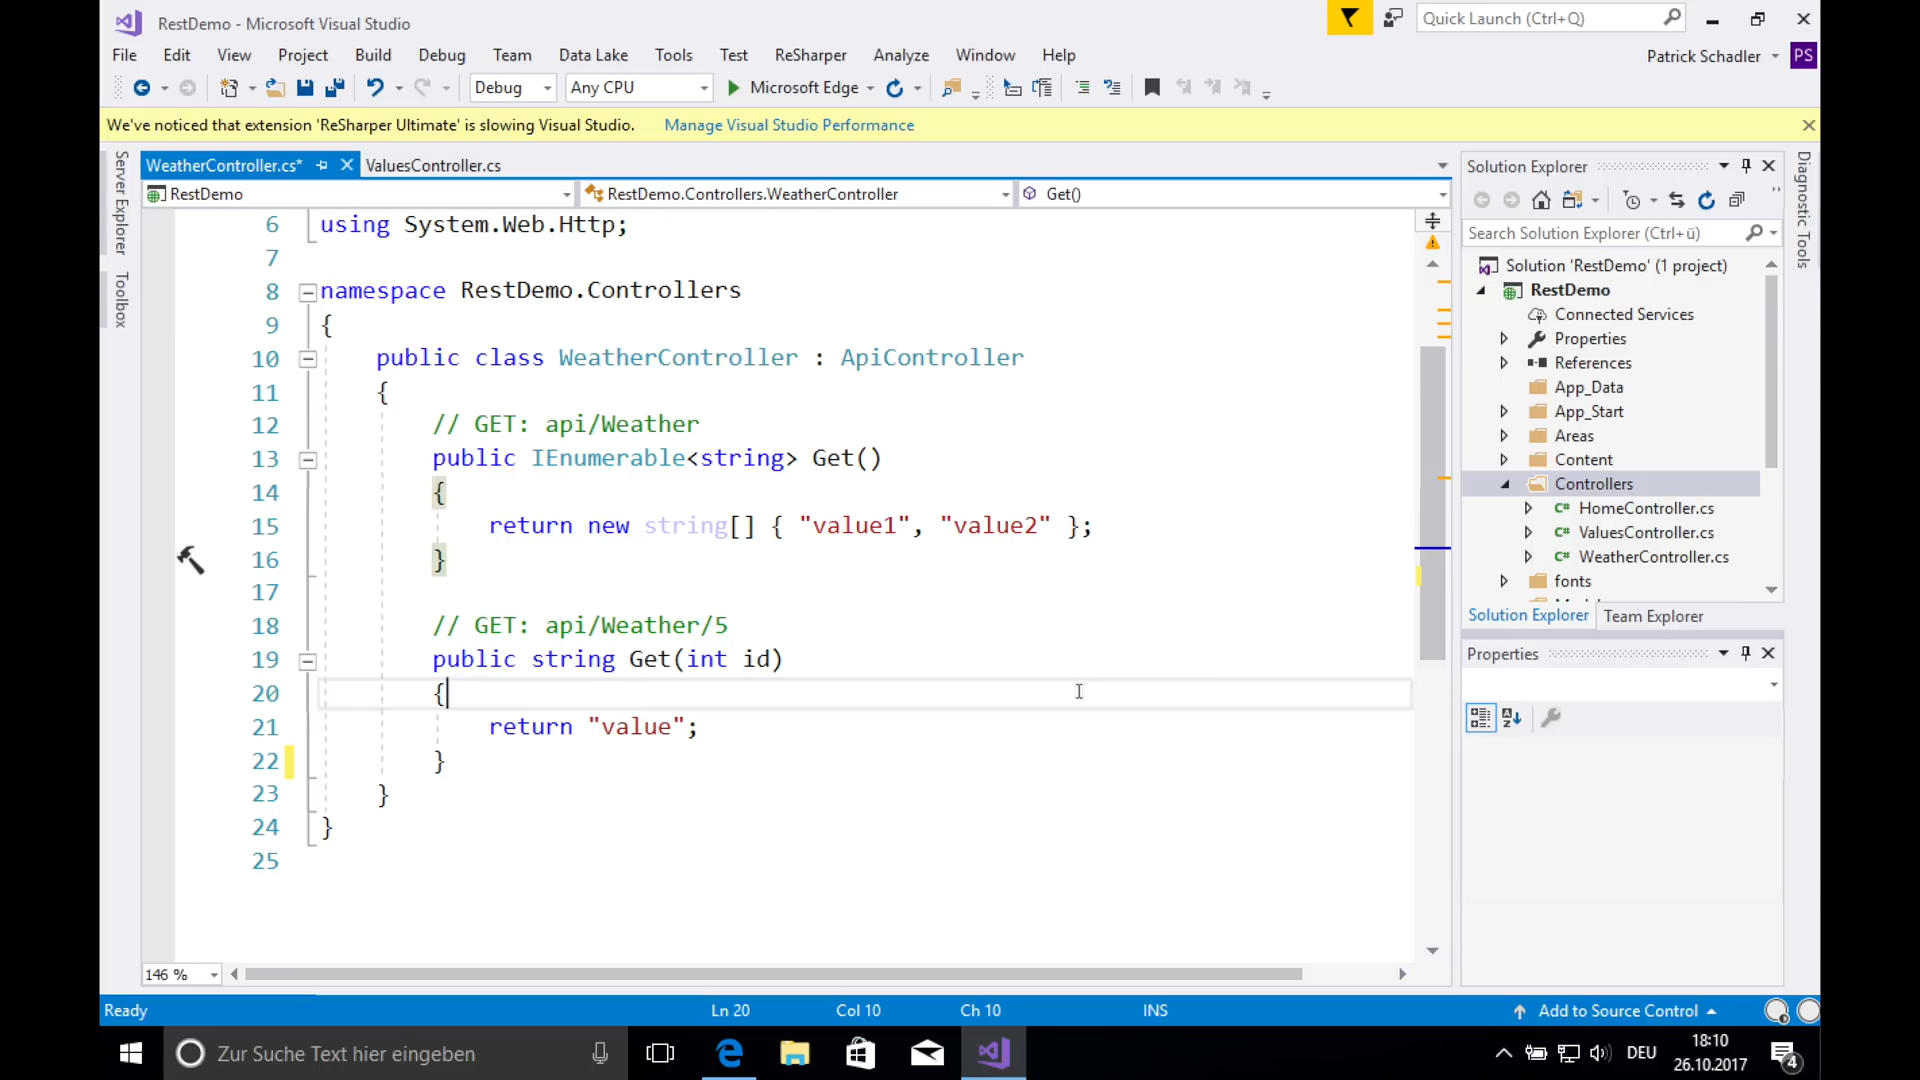 RestDemo - Microsoft Visual Studio
Quick Launch (Ctrl+Q)
File Edit View Project Build Debug Team Data Lake Tools Test ReSharper Analyze Window Help
Patrick Schadler PS
Debug Any CPU Microsoft Edge
We've noticed that extension 'ReSharper Ultimate' is slowing Visual Studio. Manage Visual Studio Performance
Server Explorer
Toolbox
WeatherController.cs* ValuesController.cs
RestDemo RestDemo.Controllers.WeatherController Get()
6 using System.Web.Http;
7
8 namespace RestDemo.Controllers
9 {
10 public class WeatherController : ApiController
11 {
12 // GET: api/Weather
13 public IEnumerable<string> Get()
14 {
15 return new string[] { "value1", "value2" };
16 }
17
18 // GET: api/Weather/5
19 public string Get(int id)
20 {
21 return "value";
22 }
23 }
24 }
25
146 %
Solution Explorer
Search Solution Explorer (Ctrl+ü)
Solution 'RestDemo' (1 project)
RestDemo
Connected Services
Properties
References
App_Data
App_Start
Areas
Content
Controllers
C# HomeController.cs
C# ValuesController.cs
C# WeatherController.cs
fonts
Solution Explorer Team Explorer
Properties
Diagnostic Tools
Ready Ln 20 Col 10 Ch 10 INS Add to Source Control
Zur Suche Text hier eingeben
DEU
18:10
26.10.2017
4